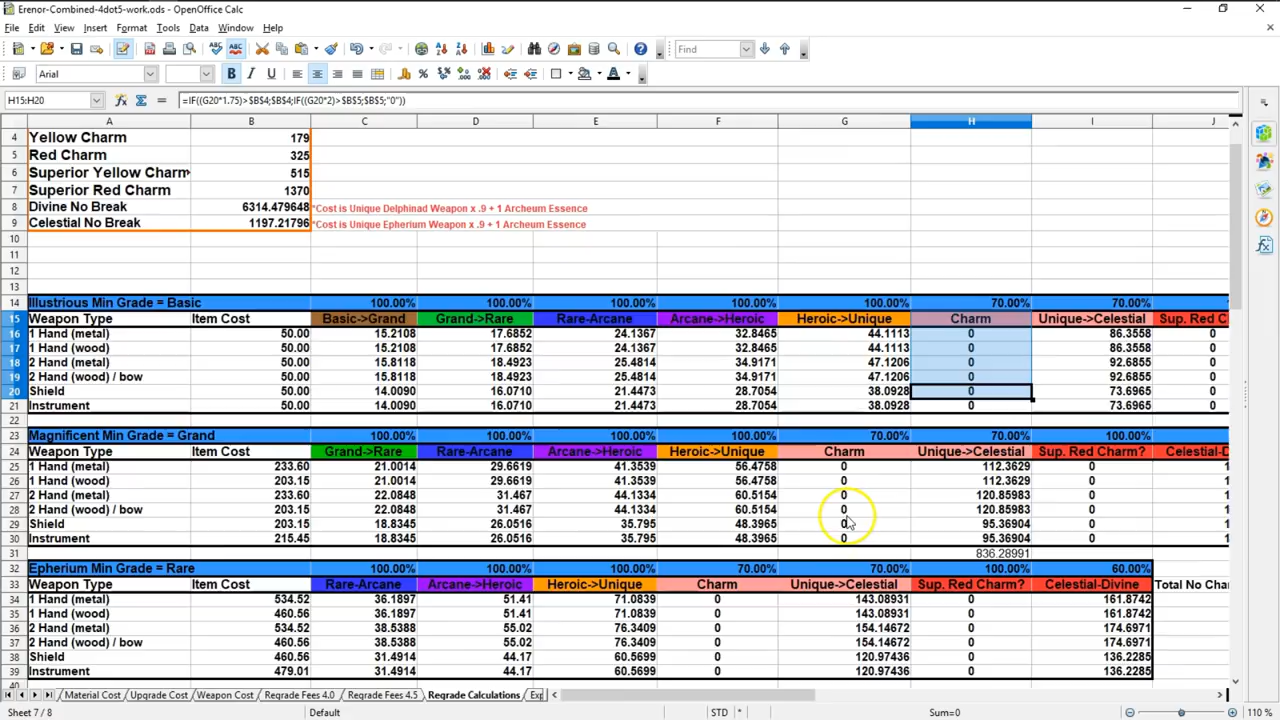 Erenor-Combined-4dot5-work.ods - OpenOffice Calc
File Edit View Insert Format Tools Data Window Help
Find
Arial
H15:H20 =IF((G20*1.75)>$B$4;$B$4;IF((G20*2)>$B$5;$B$5;"0"))
A B C D E F G H I J
4 Yellow Charm 179
5 Red Charm 325
6 Superior Yellow Charm 515
7 Superior Red Charm 1370
8 Divine No Break 6314.479648 *Cost is Unique Delphinad Weapon x .9 + 1 Archeum Essence
9 Celestial No Break 1197.21796 *Cost is Unique Epherium Weapon x .9 + 1 Archeum Essence
10
11
12
13
14 Illustrious Min Grade = Basic 100.00% 100.00% 100.00% 100.00% 100.00% 70.00% 70.00%
15 Weapon Type Item Cost Basic->Grand Grand->Rare Rare-Arcane Arcane->Heroic Heroic->Unique Charm Unique->Celestial Sup. Red C
16 1 Hand (metal) 50.00 15.2108 17.6852 24.1367 32.8465 44.1113 0 86.3558 0
17 1 Hand (wood) 50.00 15.2108 17.6852 24.1367 32.8465 44.1113 0 86.3558 0
18 2 Hand (metal) 50.00 15.8118 18.4923 25.4814 34.9171 47.1206 0 92.6855 0
19 2 Hand (wood) / bow 50.00 15.8118 18.4923 25.4814 34.9171 47.1206 0 92.6855 0
20 Shield 50.00 14.0090 16.0710 21.4473 28.7054 38.0928 0 73.6965 0
21 Instrument 50.00 14.0090 16.0710 21.4473 28.7054 38.0928 0 73.6965 0
22
23 Magnificent Min Grade = Grand 100.00% 100.00% 100.00% 100.00% 70.00% 70.00% 100.00%
24 Weapon Type Item Cost Grand->Rare Rare-Arcane Arcane->Heroic Heroic->Unique Charm Unique->Celestial Sup. Red Charm? Celestial-D
25 1 Hand (metal) 233.60 21.0014 29.6619 41.3539 56.4758 0 112.3629 0 1
26 1 Hand (wood) 203.15 21.0014 29.6619 41.3539 56.4758 0 112.3629 0 1
27 2 Hand (metal) 233.60 22.0848 31.467 44.1334 60.5154 0 120.85983 0 1
28 2 Hand (wood) / bow 203.15 22.0848 31.467 44.1334 60.5154 0 120.85983 0 1
29 Shield 203.15 18.8345 26.0516 35.795 48.3965 0 95.36904 0 1
30 Instrument 215.45 18.8345 26.0516 35.795 48.3965 0 95.36904 0 1
31 836.28991
32 Epherium Min Grade = Rare 100.00% 100.00% 100.00% 70.00% 70.00% 100.00% 60.00%
33 Weapon Type Item Cost Rare-Arcane Arcane->Heroic Heroic->Unique Charm Unique->Celestial Sup. Red Charm? Celestial-Divine Total No Char
34 1 Hand (metal) 534.52 36.1897 51.41 71.0839 0 143.08931 0 161.8742
35 1 Hand (wood) 460.56 36.1897 51.41 71.0839 0 143.08931 0 161.8742
36 2 Hand (metal) 534.52 38.5388 55.02 76.3409 0 154.14672 0 174.6971
37 2 Hand (wood) / bow 460.56 38.5388 55.02 76.3409 0 154.14672 0 174.6971
38 Shield 460.56 31.4914 44.17 60.5699 0 120.97436 0 136.2285
39 Instrument 479.01 31.4914 44.17 60.5699 0 120.97436 0 136.2285
40
Material Cost Upgrade Cost Weapon Cost Regrade Fees 4.0 Regrade Fees 4.5 Regrade Calculations Exp
Sheet 7 / 8 Default STD * Sum=0 110 %